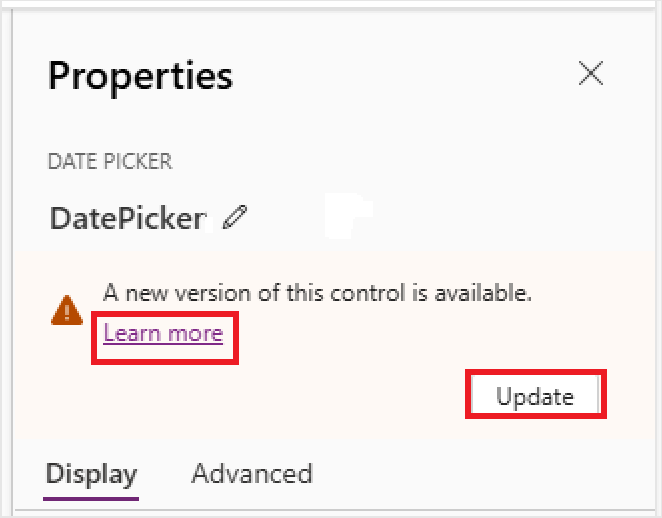 Properties
DATE PICKER
DatePicker
A new version of this control is available.
Learn more
Update
Display Advanced